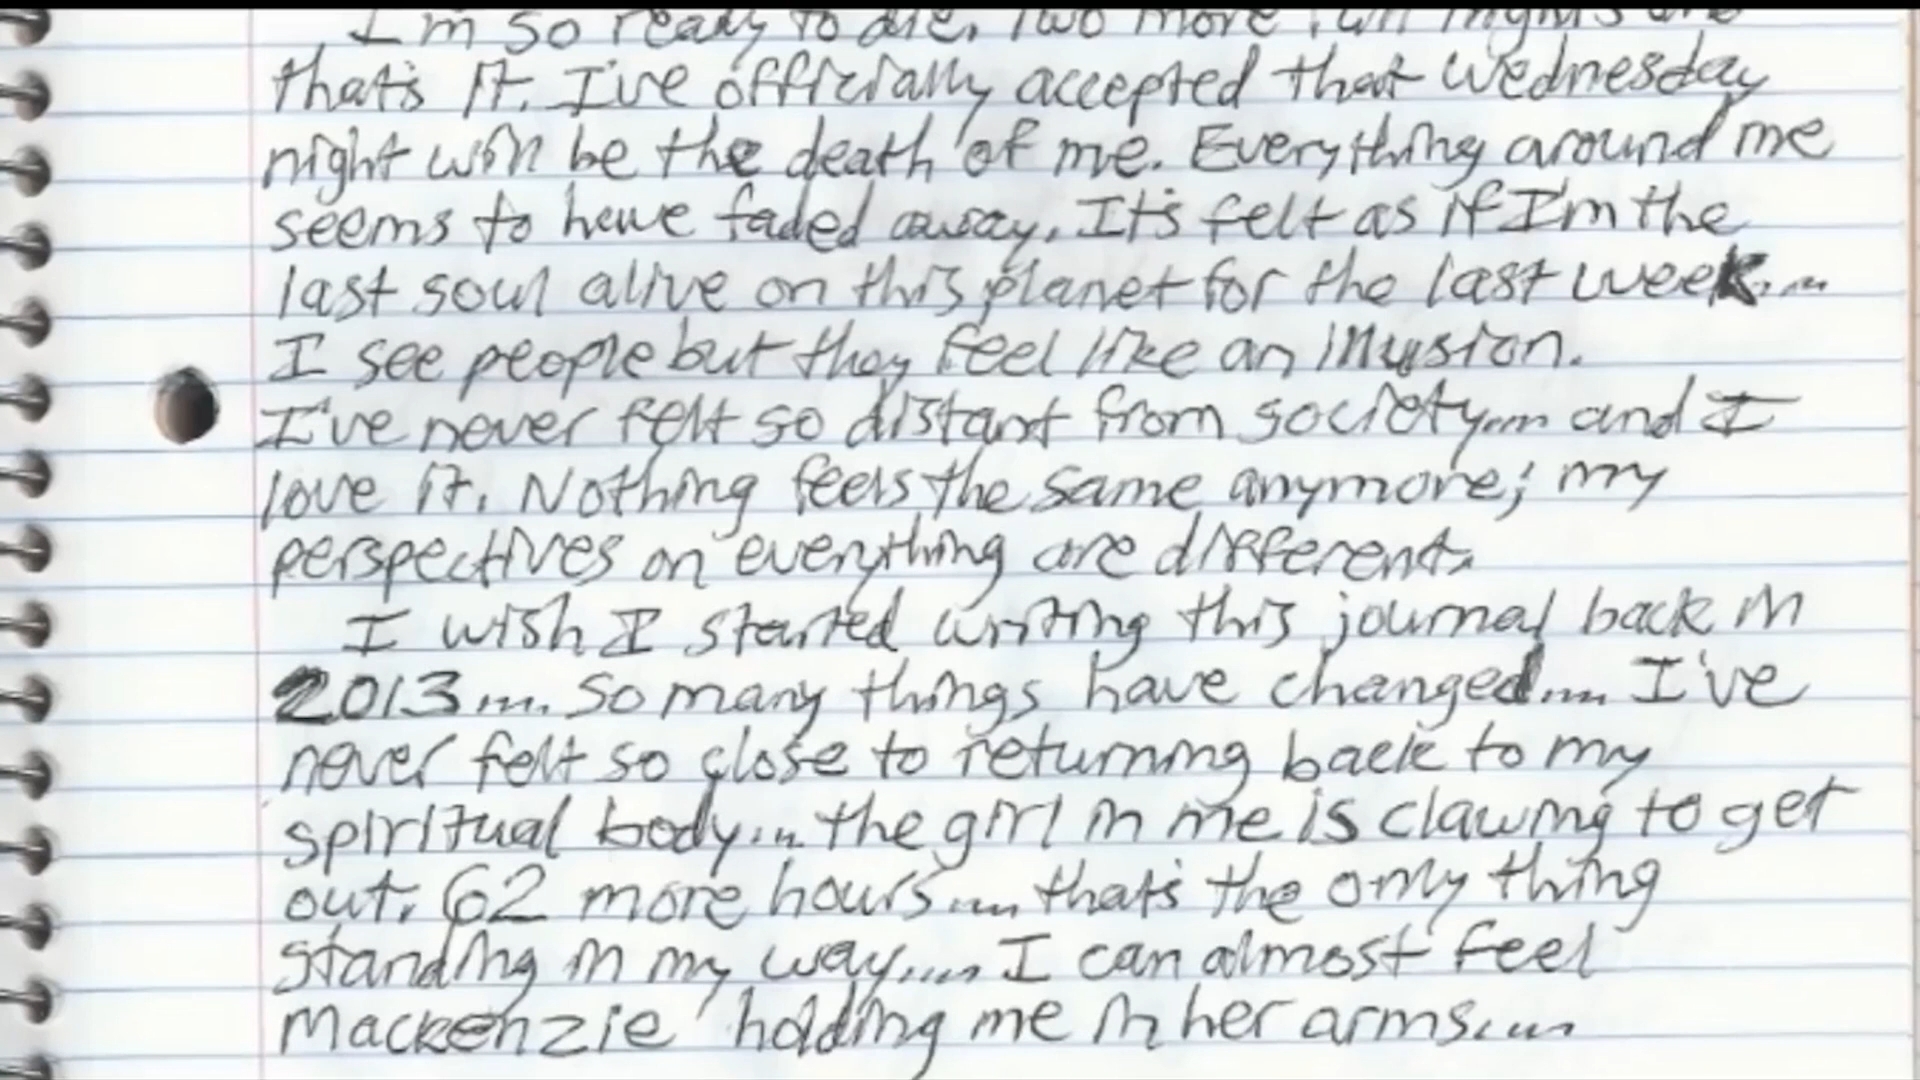 I'm so ready to die. Two more full nights and
that's it. I've officially accepted that Wednesday
night will be the death of me. Everything around me
seems to have faded away. It's felt as if I'm the
last soul alive on this planet for the last week....
I see people but they feel like an illusion.
I've never felt so distant from society.... and I
love it. Nothing feels the same anymore; my
perspectives on everything are different.
I wish I started writing this journal back in
2013.... So many things have changed.... I've
never felt so close to returning back to my
spiritual body... the girl in me is clawing to get
out. 62 more hours.... that's the only thing
standing in my way..... I can almost feel
Mackenzie holding me in her arms.....